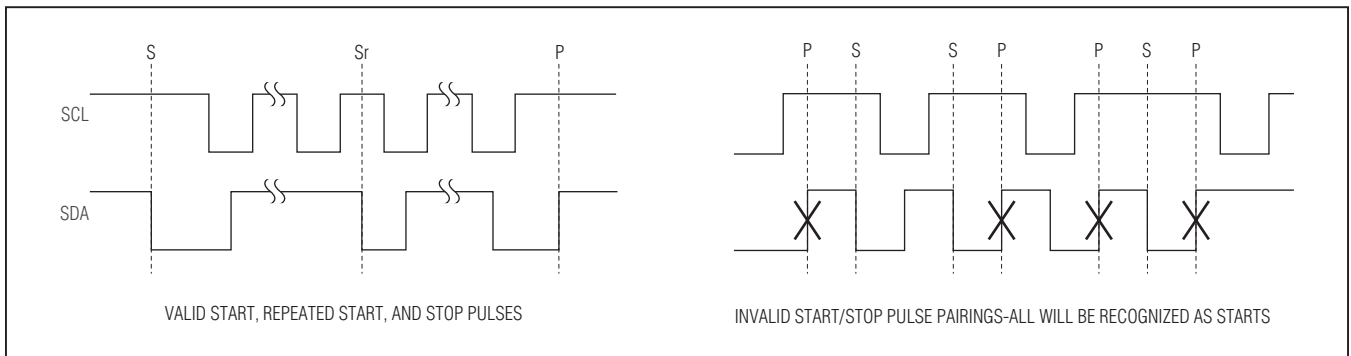 S Sr P
SCL
SDA
VALID START, REPEATED START, AND STOP PULSES
P S S P P S P
INVALID START/STOP PULSE PAIRINGS-ALL WILL BE RECOGNIZED AS STARTS